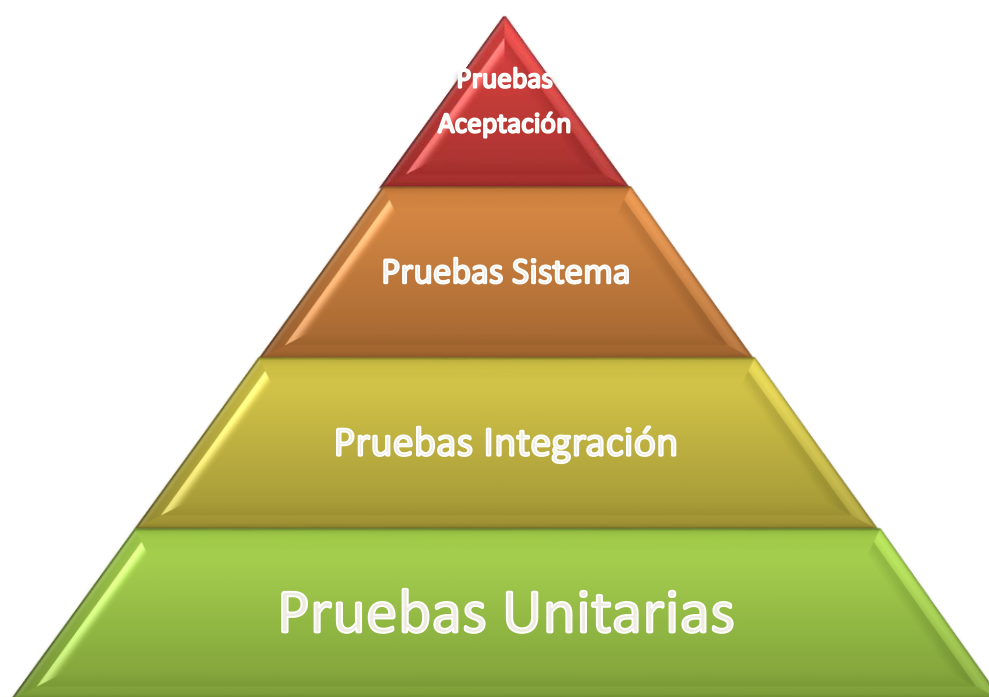 Pruebas
Aceptación
Pruebas Sistema
Pruebas Integración
Pruebas Unitarias